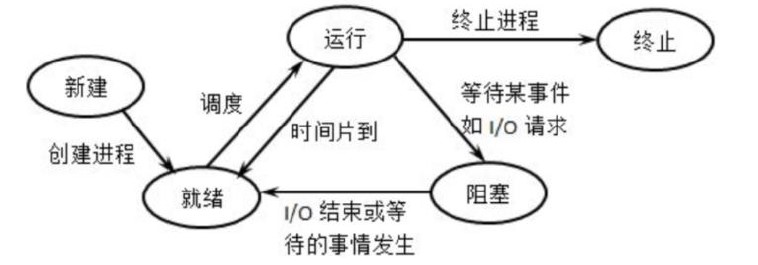 运行
终止进程
终止
新建
调度
时间片到
等待某事件
如 I/O 请求
创建进程
就绪
阻塞
I/O 结束或等
待的事情发生